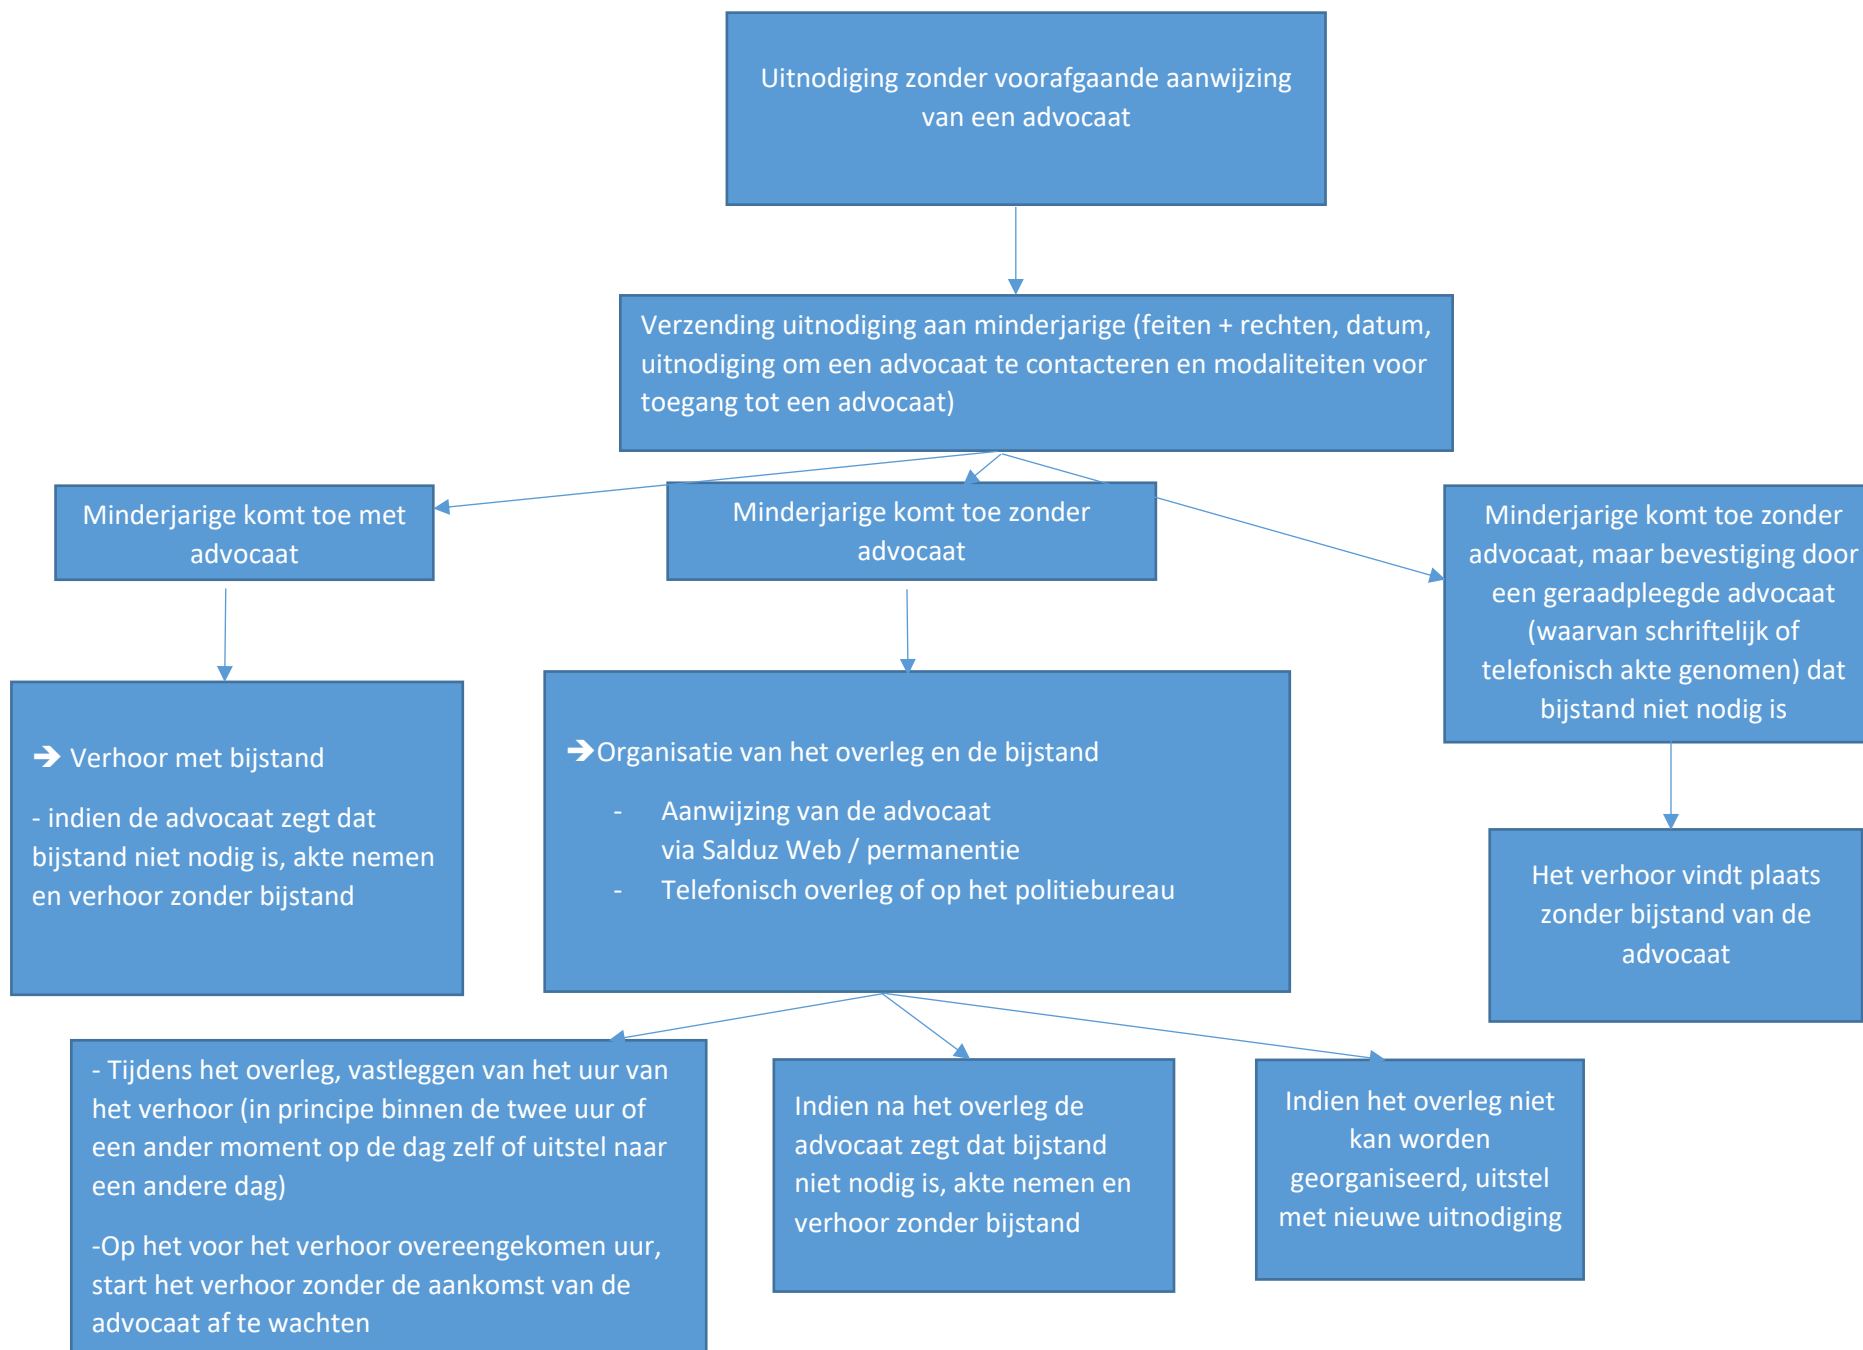 Uitnodiging zonder voorafgaande aanwijzing
van een advocaat
Verzending uitnodiging aan minderjarige (feiten + rechten, datum,
uitnodiging om een advocaat te contacteren en modaliteiten voor
toegang tot een advocaat)
Minderjarige komt toe met
advocaat
Minderjarige komt toe zonder
advocaat
Minderjarige komt toe zonder
advocaat, maar bevestiging door
een geraadpleegde advocaat
(waarvan schriftelijk of
telefonisch akte genomen) dat
bijstand niet nodig is
➔ Verhoor met bijstand
- indien de advocaat zegt dat
bijstand niet nodig is, akte nemen
en verhoor zonder bijstand
➔Organisatie van het overleg en de bijstand
- Aanwijzing van de advocaat
via Salduz Web / permanentie
- Telefonisch overleg of op het politiebureau
Het verhoor vindt plaats
zonder bijstand van de
advocaat
- Tijdens het overleg, vastleggen van het uur van
het verhoor (in principe binnen de twee uur of
een ander moment op de dag zelf of uitstel naar
een andere dag)
-Op het voor het verhoor overeengekomen uur,
start het verhoor zonder de aankomst van de
advocaat af te wachten
Indien na het overleg de
advocaat zegt dat bijstand
niet nodig is, akte nemen en
verhoor zonder bijstand
Indien het overleg niet
kan worden
georganiseerd, uitstel
met nieuwe uitnodiging